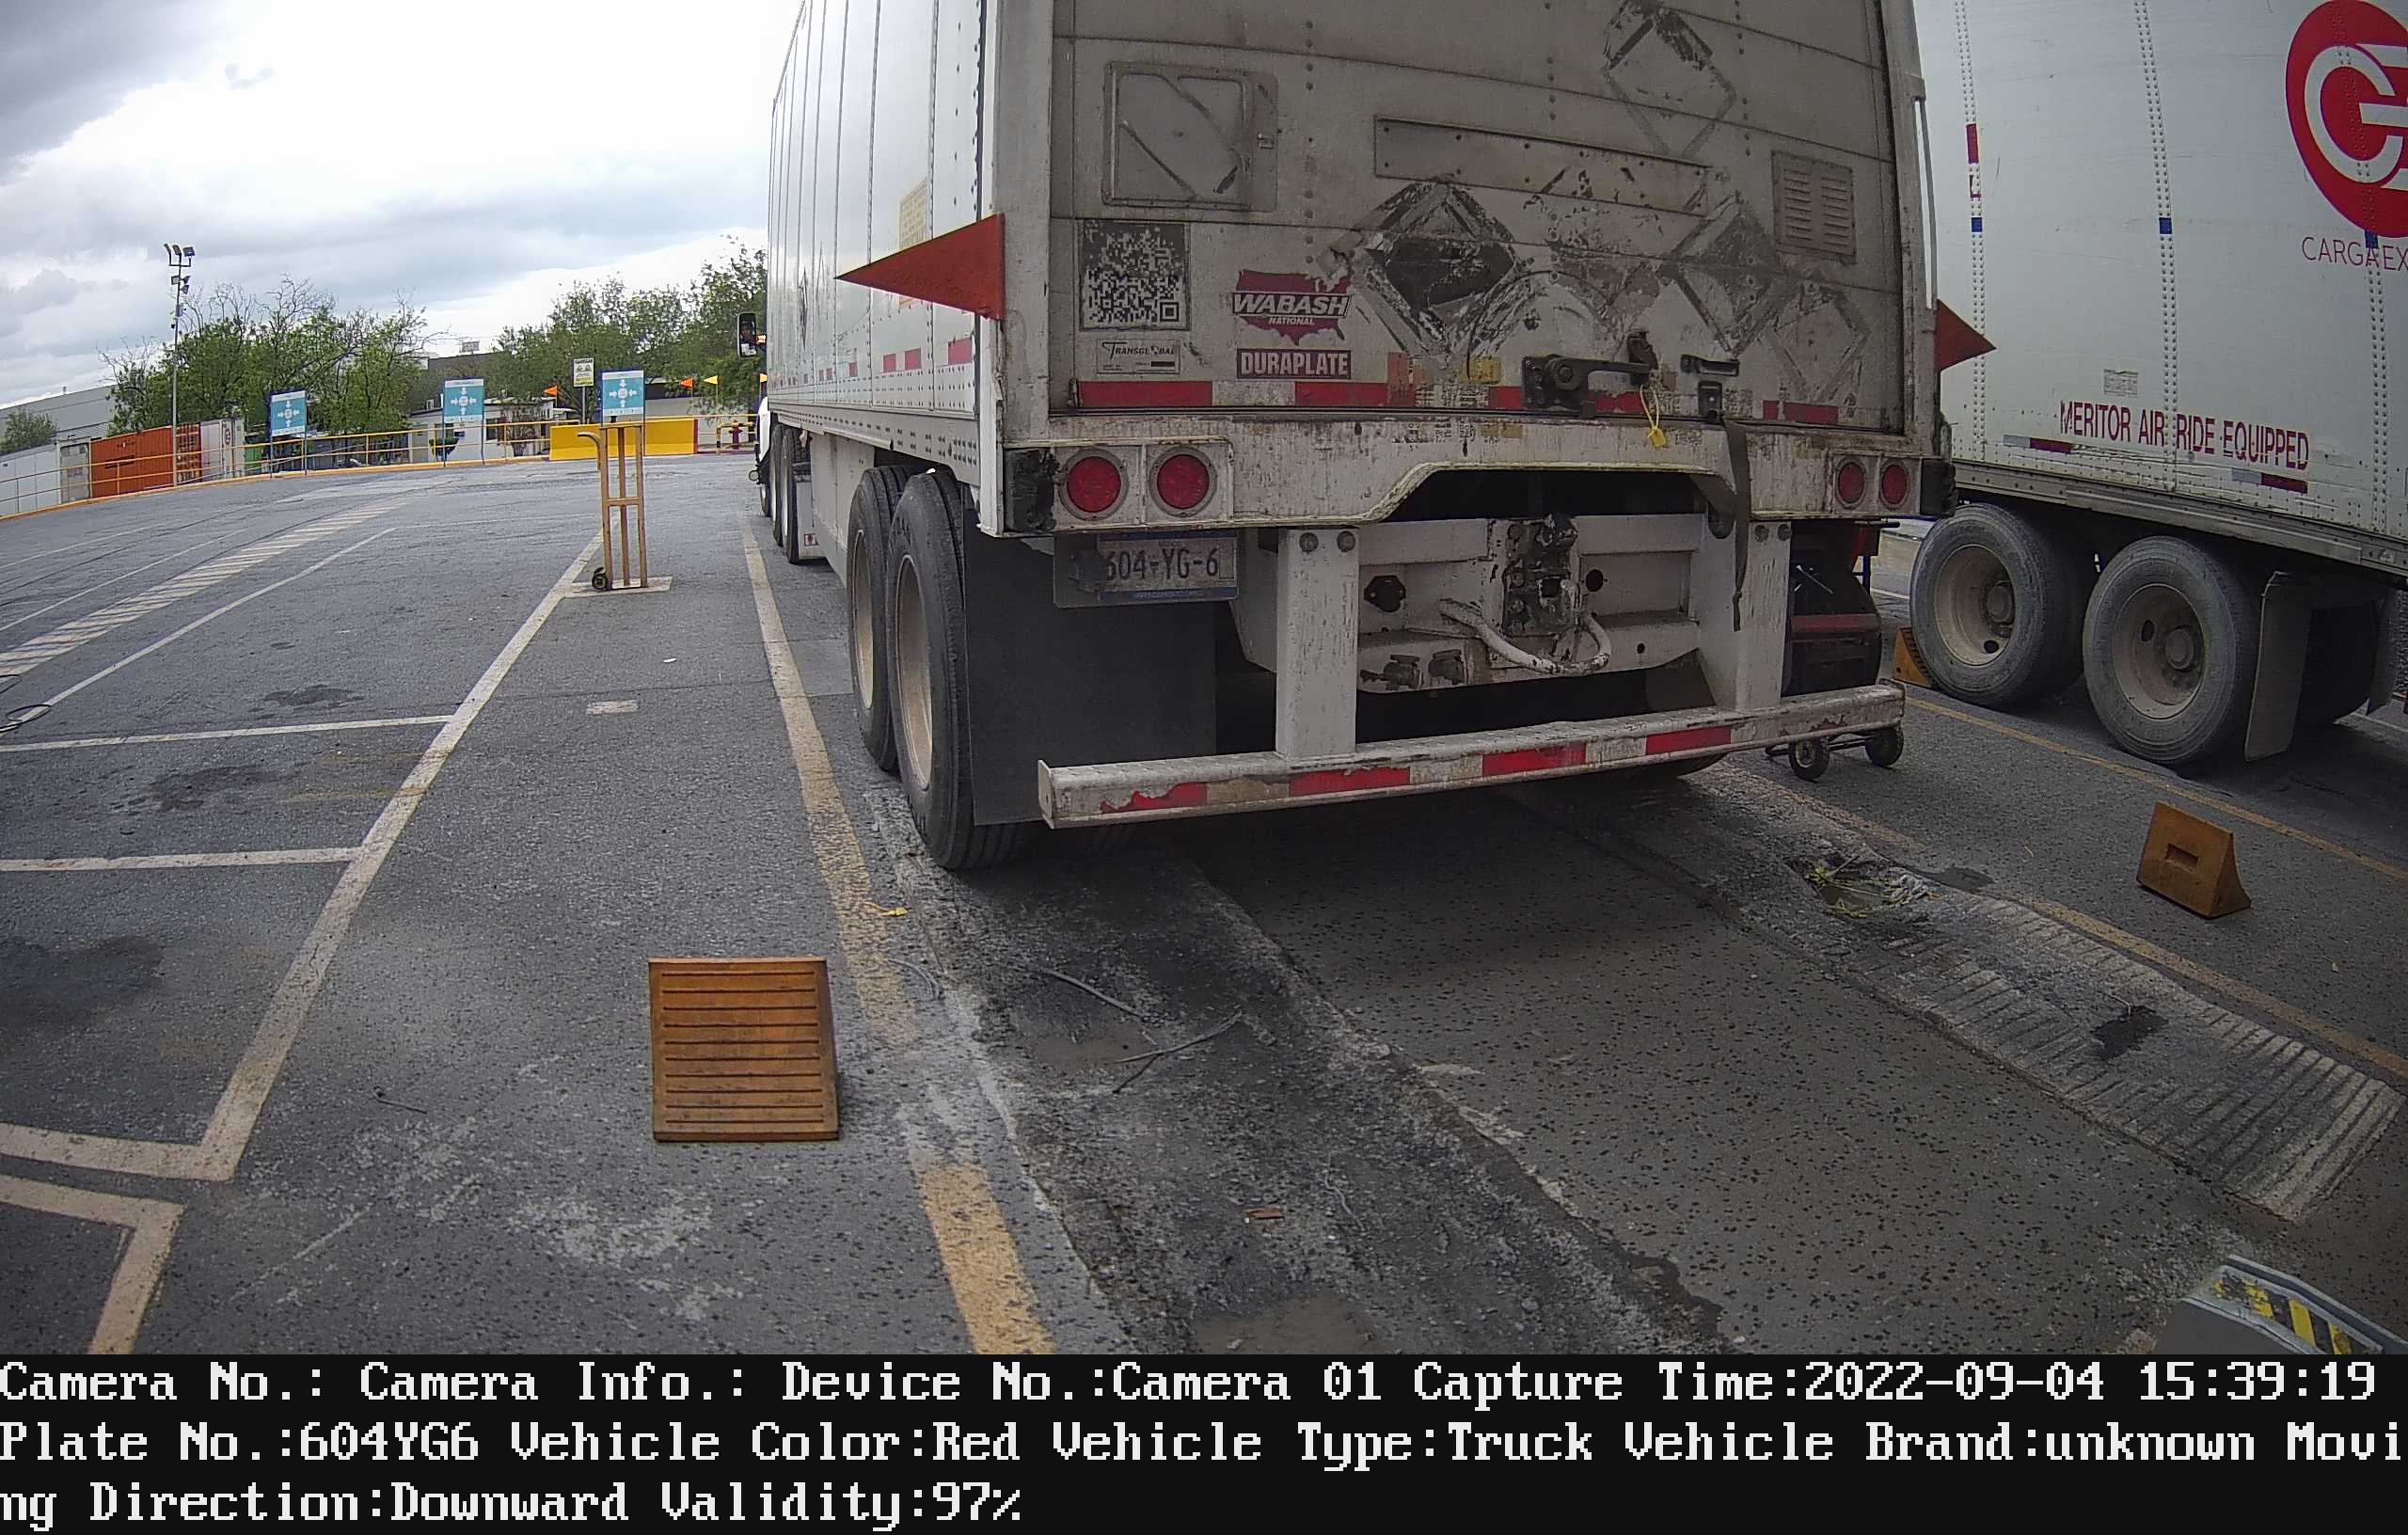 WABASH
NATIONAL
TRANSGLOBAL
DURAPLATE
604-YG-6
CARGA EX
MERITOR AIR RIDE EQUIPPED
Camera No.: Camera Info.: Device No.:Camera 01 Capture Time:2022-09-04 15:39:19
Plate No.:604YG6 Vehicle Color:Red Vehicle Type:Truck Vehicle Brand:unknown Movi
ng Direction:Downward Validity:97%